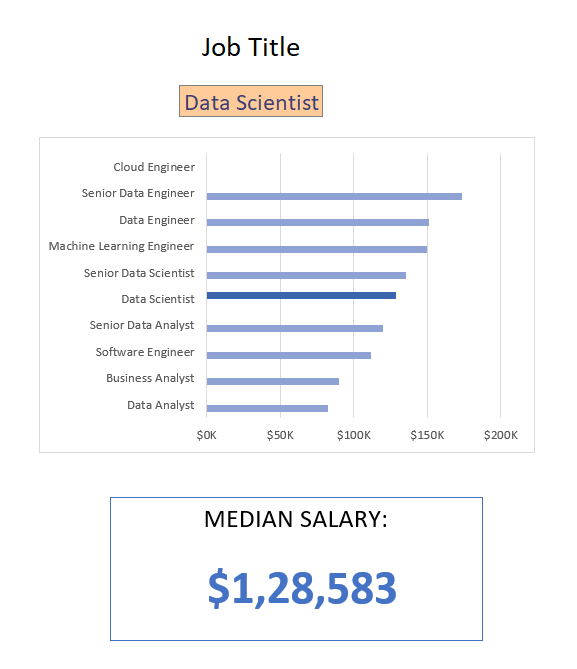 Job Title
Data Scientist
Cloud Engineer
Senior Data Engineer
Data Engineer
Machine Learning Engineer
Senior Data Scientist
Data Scientist
Senior Data Analyst
Software Engineer
Business Analyst
Data Analyst
$0K $50K $100K $150K $200K
MEDIAN SALARY:
$1,28,583